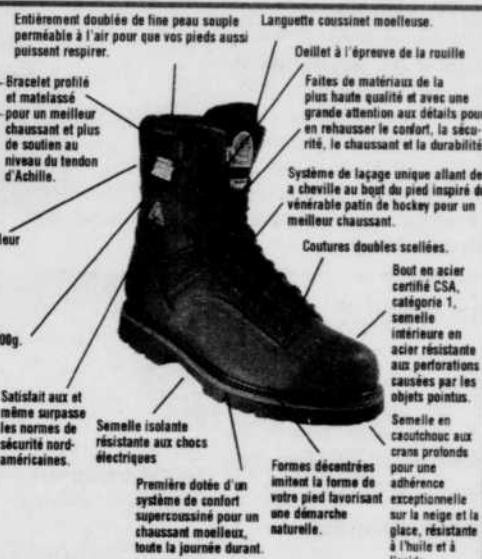 Entièrement doublée de fine peau souple
perméable à l'air pour que vos pieds aussi
puissent respirer.
Languette coussinet moelleuse.
Oeillet à l'épreuve de la rouille
Bracelet profilé
et matelassé
pour un meilleur
chaussant et plus
de soutien au
niveau du tendon
d'Achille.
Faites de matériaux de la
plus haute qualité et avec une
grande attention aux détails pour
en rehausser le confort, la sécu-
rité, le chaussant et la durabilité
Système de laçage unique allant de
a cheville au bout du pied inspiré du
vénérable patin de hockey pour un
meilleur chaussant.
leur
Coutures doubles scellées.
Bout en acier
certifié CSA,
catégorie 1,
semelle
intérieure en
acier résistante
aux perforations
causées par les
objets pointus.
00g.
Satisfait aux et
même surpasse
les normes de
sécurité nord-
américaines.
Semelle isolante
résistante aux chocs
électriques
Première dotée d'un
système de confort
supercoussiné pour un
chaussant moelleux,
toute la journée durant.
Formes décentrées
imitent la forme de
votre pied favorisant
une démarche
naturelle.
Semelle en
caoutchouc aux
crans profonds
pour une
adhérence
exceptionnelle
sur la neige et la
glace, résistante
à l'huile et à